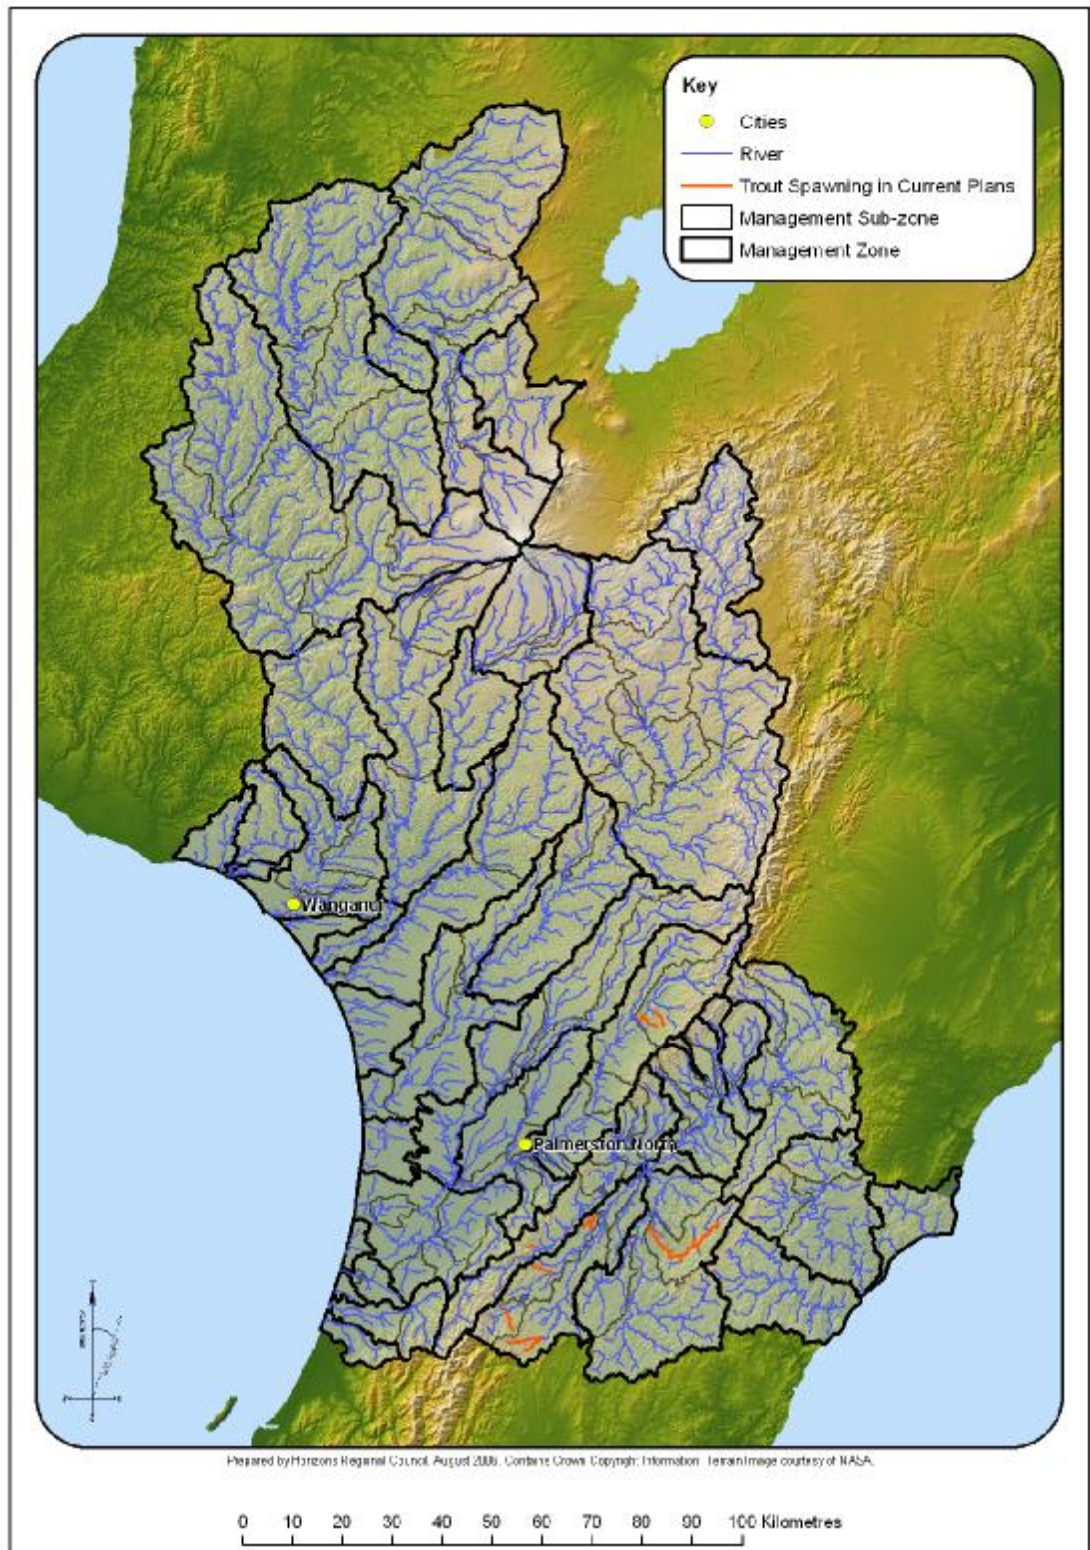 Key
Cities
River
Trout Spawning in Current Plans
Management Sub-zone
Management Zone
Wanganui
Palmerston North
Prepared by Horizons Regional Council. August 2006. Contains Crown Copyright Information. Terrain Image courtesy of NASA.
0 10 20 30 40 50 60 70 80 90 100 Kilometres